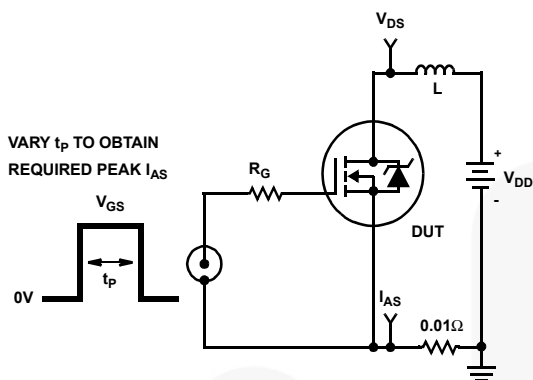 V_DS
L
VARY t_P TO OBTAIN
REQUIRED PEAK I_AS
R_G
+
V_DD
-
V_GS
DUT
t_P
0V
I_AS
0.01Ω